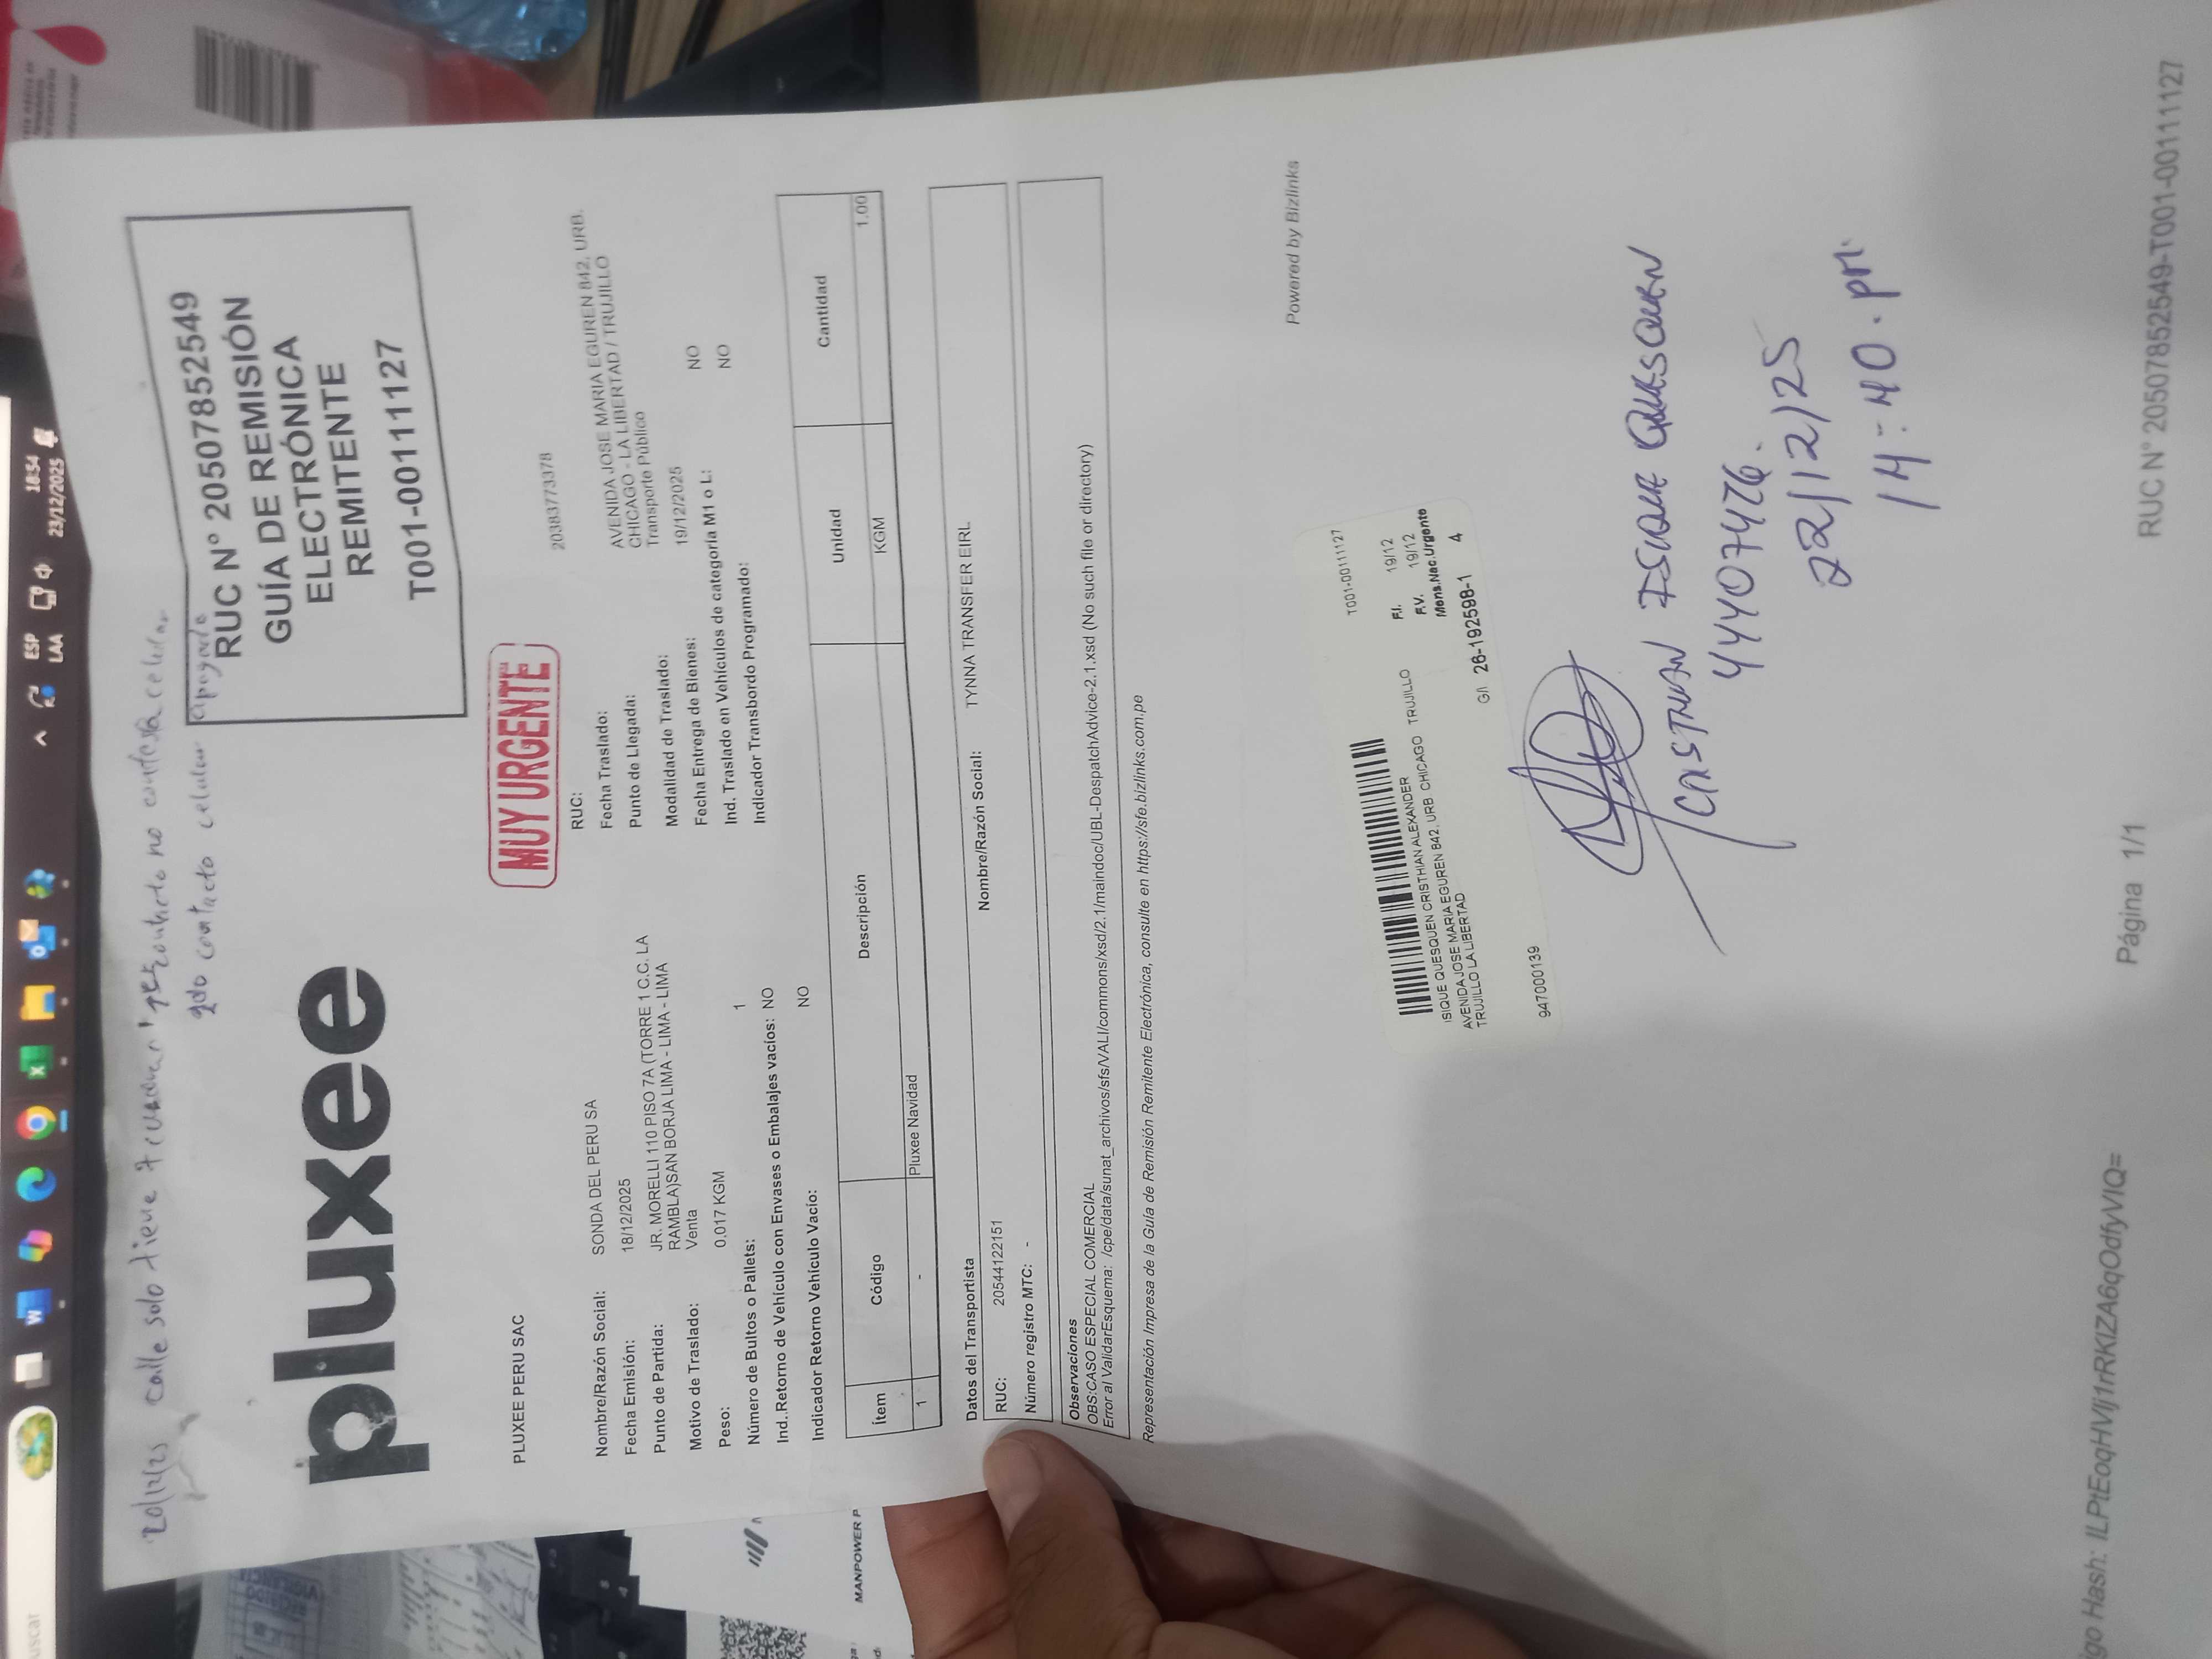 20/12/25 calle solo tiene 7 cuadras 1er contacto no contesta celular
2do contacto celular apagado
pluxee
RUC N° 20507852549
GUÍA DE REMISIÓN
ELECTRÓNICA
REMITENTE
T001-00111127
MUY URGENTE
PLUXEE PERU SAC
Nombre/Razón Social: SONDA DEL PERU SA
Fecha Emisión: 18/12/2025
Punto de Partida: JR. MORELLI 110 PISO 7A (TORRE 1 C.C. LA
RAMBLA)SAN BORJA LIMA - LIMA - LIMA
Motivo de Traslado: Venta
Peso: 0,017 KGM
Número de Bultos o Pallets: 1
Ind..Retorno de Vehículo con Envases o Embalajes vacíos: NO
Indicador Retorno Vehículo Vacío: NO
RUC: 20383773378
Fecha Traslado:
Punto de Llegada: AVENIDA JOSE MARIA EGUREN 842, URB.
CHICAGO - LA LIBERTAD / TRUJILLO
Modalidad de Traslado: Transporte Público
Fecha Entrega de Bienes: 19/12/2025
Ind. Traslado en Vehículos de categoría M1 o L: NO
Indicador Transbordo Programado: NO
Ítem Código Descripción Unidad Cantidad
1 - Pluxee Navidad KGM 1.00
Datos del Transportista
RUC: 20544122151 Nombre/Razón Social: TYNNA TRANSFER EIRL
Número registro MTC: -
Observaciones
OBS:CASO ESPECIAL COMERCIAL
Error al ValidarEsquema: /cpe/data/sunat_archivos/sfs/VALI/commons/xsd/2.1/maindoc/UBL-DespatchAdvice-2.1.xsd (No such file or directory)
Representación Impresa de la Guía de Remisión Remitente Electrónica, consulte en https://sfe.bizlinks.com.pe
Powered by Bizlinks
T001-00111127
ISIQUE QUESQUEN CRISTHIAN ALEXANDER
AVENIDA JOSE MARIA EGUREN 842, URB. CHICAGO TRUJILLO
TRUJILLO LA LIBERTAD
F.I. 19/12
F.V. 19/12
Mens.Nac.Urgente
G/I 26-192598-1 4
947000139
ISIQUE QUESQUEN
44407476.
22/12/25
14:40.pm
Hash: ILPtEoqHVIj1rRKIZA6qOdfyVIQ=
Página 1/1
RUC N° 20507852549-T001-00111127
ESP
LAA
18:54
23/12/2025
MANPOWER P